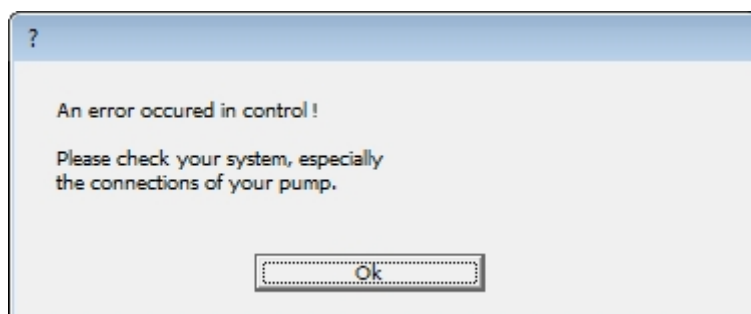 ?
An error occured in control !
Please check your system, especially
the connections of your pump.
Ok